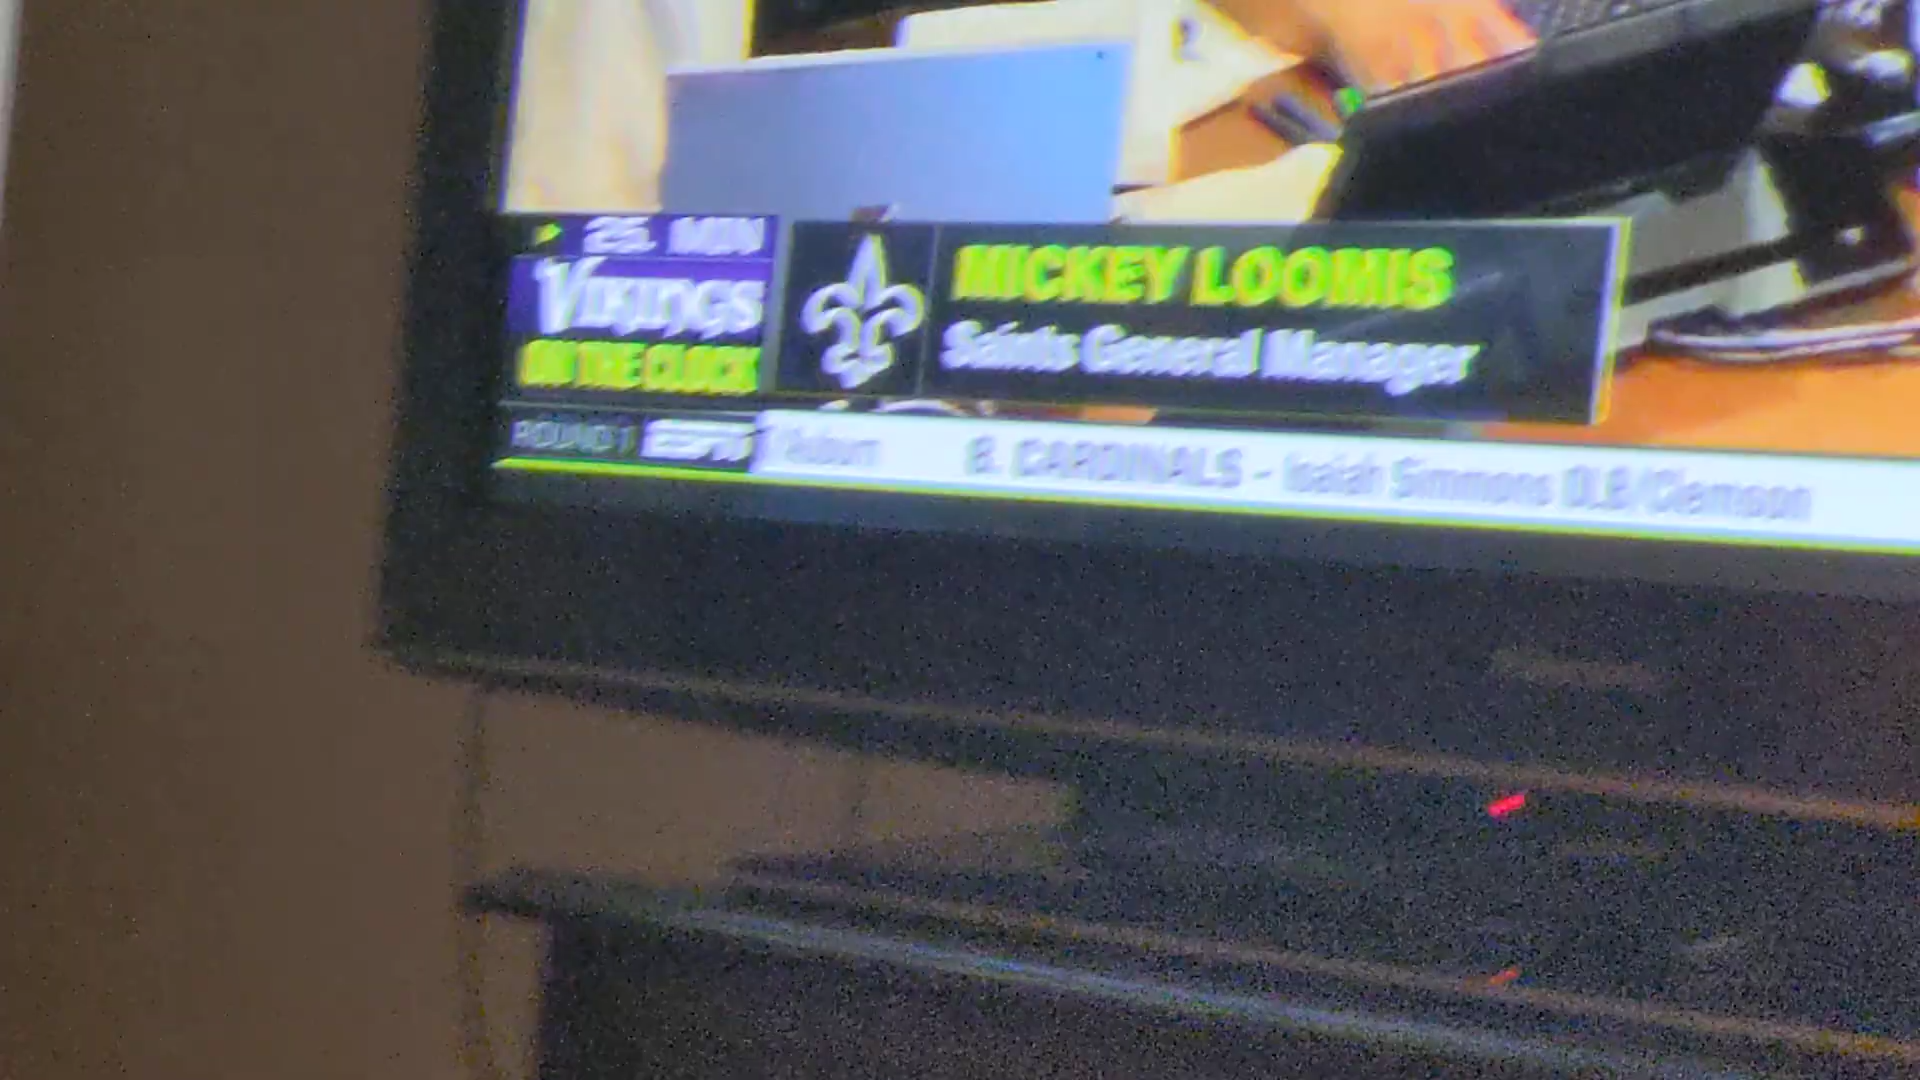 25. MIN
VIKINGS
ON THE CLOCK
MICKEY LOOMIS
Saints General Manager
ROUND 1 ESPN Auburn 8. CARDINALS - Isaiah Simmons OLB/Clemson